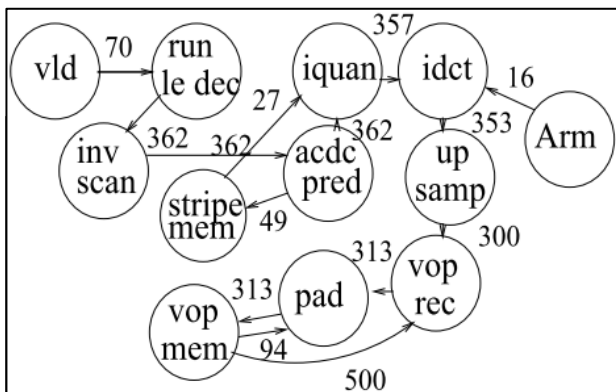 357
70
run
vld
le dec
iquan
idct
16
27
353
362
362
362
Arm
inv
scan
acdc
pred
up
samp
stripe
mem
49
300
313
vop
rec
313
pad
vop
mem
94
500